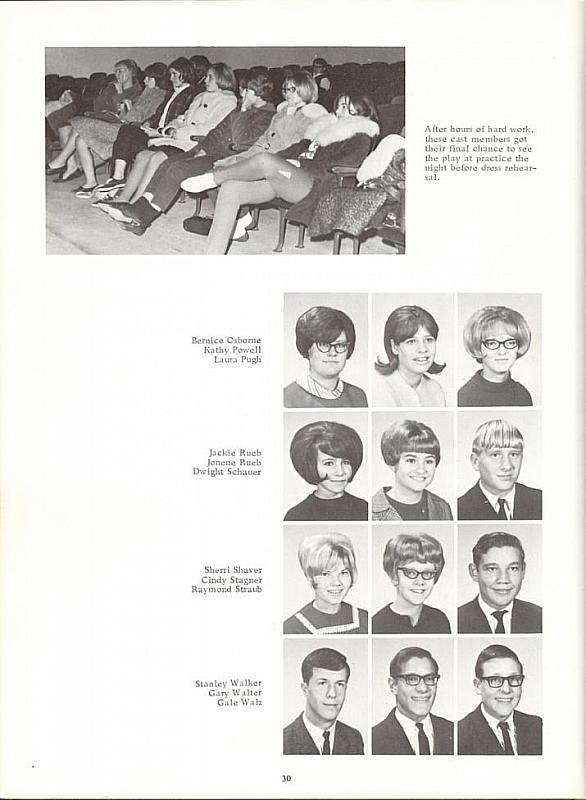 After hours of hard work,
these cast members got
their final chance to see
the play at practice the
night before dress rehear-
sal.
Bernice Osborne
Kathy Powell
Laura Pugh
Jackie Rueb
Jonene Rueb
Dwight Schauer
Sherri Shaver
Cindy Stagner
Raymond Straub
Stanley Walker
Gary Walter
Gale Walz
30